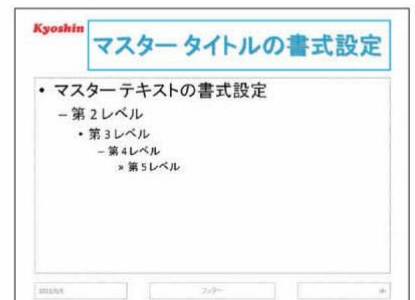 Kyoshin
マスター タイトルの書式設定
• マスター テキストの書式設定
– 第 2 レベル
• 第 3 レベル
– 第 4 レベル
» 第 5 レベル
フッター